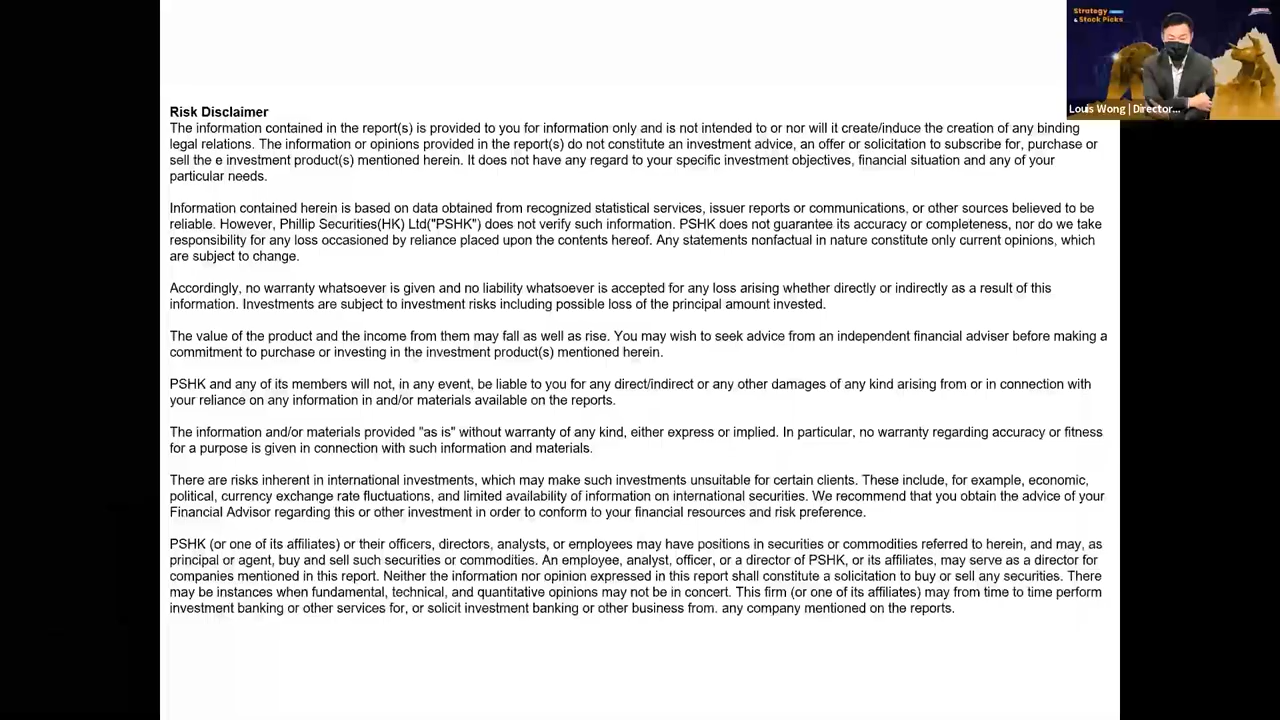 Strategy
& Stock Picks
Louis Wong | Director...
Risk Disclaimer
The information contained in the report(s) is provided to you for information only and is not intended to or nor will it create/induce the creation of any binding
legal relations. The information or opinions provided in the report(s) do not constitute an investment advice, an offer or solicitation to subscribe for, purchase or
sell the e investment product(s) mentioned herein. It does not have any regard to your specific investment objectives, financial situation and any of your
particular needs.
Information contained herein is based on data obtained from recognized statistical services, issuer reports or communications, or other sources believed to be
reliable. However, Phillip Securities(HK) Ltd("PSHK") does not verify such information. PSHK does not guarantee its accuracy or completeness, nor do we take
responsibility for any loss occasioned by reliance placed upon the contents hereof. Any statements nonfactual in nature constitute only current opinions, which
are subject to change.
Accordingly, no warranty whatsoever is given and no liability whatsoever is accepted for any loss arising whether directly or indirectly as a result of this
information. Investments are subject to investment risks including possible loss of the principal amount invested.
The value of the product and the income from them may fall as well as rise. You may wish to seek advice from an independent financial adviser before making a
commitment to purchase or investing in the investment product(s) mentioned herein.
PSHK and any of its members will not, in any event, be liable to you for any direct/indirect or any other damages of any kind arising from or in connection with
your reliance on any information in and/or materials available on the reports.
The information and/or materials provided "as is" without warranty of any kind, either express or implied. In particular, no warranty regarding accuracy or fitness
for a purpose is given in connection with such information and materials.
There are risks inherent in international investments, which may make such investments unsuitable for certain clients. These include, for example, economic,
political, currency exchange rate fluctuations, and limited availability of information on international securities. We recommend that you obtain the advice of your
Financial Advisor regarding this or other investment in order to conform to your financial resources and risk preference.
PSHK (or one of its affiliates) or their officers, directors, analysts, or employees may have positions in securities or commodities referred to herein, and may, as
principal or agent, buy and sell such securities or commodities. An employee, analyst, officer, or a director of PSHK, or its affiliates, may serve as a director for
companies mentioned in this report. Neither the information nor opinion expressed in this report shall constitute a solicitation to buy or sell any securities. There
may be instances when fundamental, technical, and quantitative opinions may not be in concert. This firm (or one of its affiliates) may from time to time perform
investment banking or other services for, or solicit investment banking or other business from. any company mentioned on the reports.